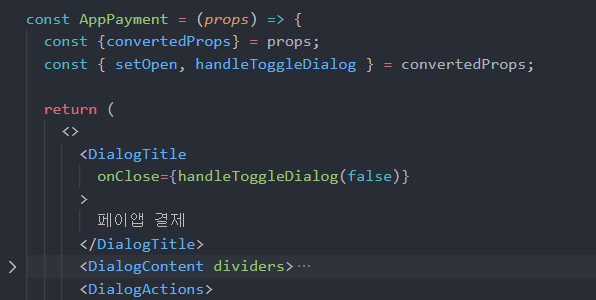 const AppPayment = (props) => {
const {convertedProps} = props;
const { setOpen, handleToggleDialog } = convertedProps;
return (
<>
<DialogTitle
onClose={handleToggleDialog(false)}
>
페이앱 결제
</DialogTitle>
<DialogContent dividers>…
<DialogActions>